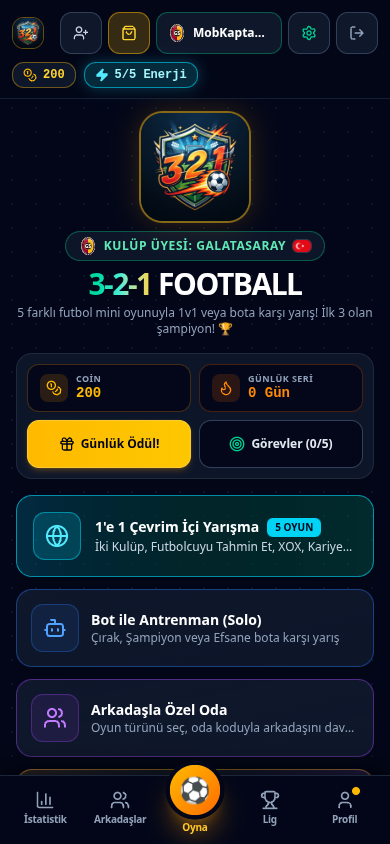 MobKapta...
200
5/5 Enerji
321
KULÜP ÜYESİ: GALATASARAY
3-2-1 FOOTBALL
5 farklı futbol mini oyunuyla 1v1 veya bota karşı yarış! İlk 3 olan
şampiyon! 🏆
COİN
200
GÜNLÜK SERİ
0 Gün
Günlük Ödül!
Görevler (0/5)
1'e 1 Çevrim İçi Yarışma 5 OYUN
İki Kulüp, Futbolcuyu Tahmin Et, XOX, Kariye...
Bot ile Antrenman (Solo)
Çırak, Şampiyon veya Efsane bota karşı yarış
Arkadaşla Özel Oda
Oyun türünü seç, oda koduyla arkadaşını dav...
İstatistik
Arkadaşlar
Oyna
Lig
Profil